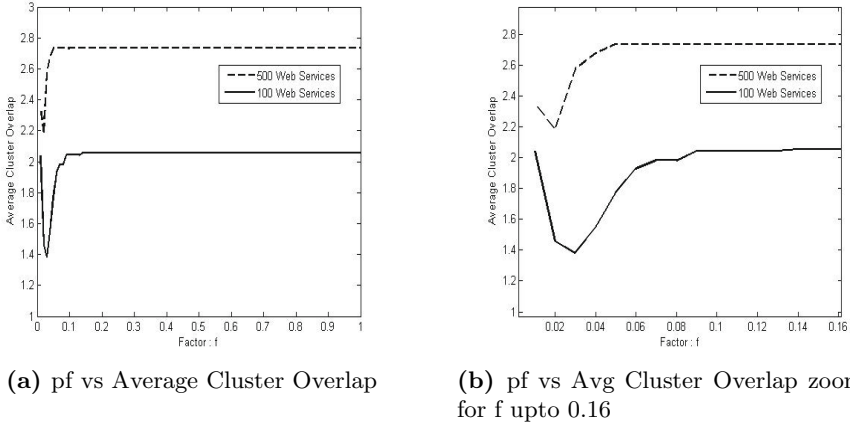 3
2.8
2.6
2.4
2.2
2
1.8
1.6
1.4
1.2
1
Average Cluster Overlap
500 Web Services
100 Web Services
0 0.1 0.2 0.3 0.4 0.5 0.6 0.7 0.8 0.9 1
Factor : f
(a) pf vs Average Cluster Overlap
2.8
2.6
2.4
2.2
2
1.8
1.6
1.4
1.2
1
Average Cluster Overlap
500 Web Services
100 Web Services
0.02 0.04 0.06 0.08 0.1 0.12 0.14 0.16
Factor : f
(b) pf vs Avg Cluster Overlap zoom
for f upto 0.16